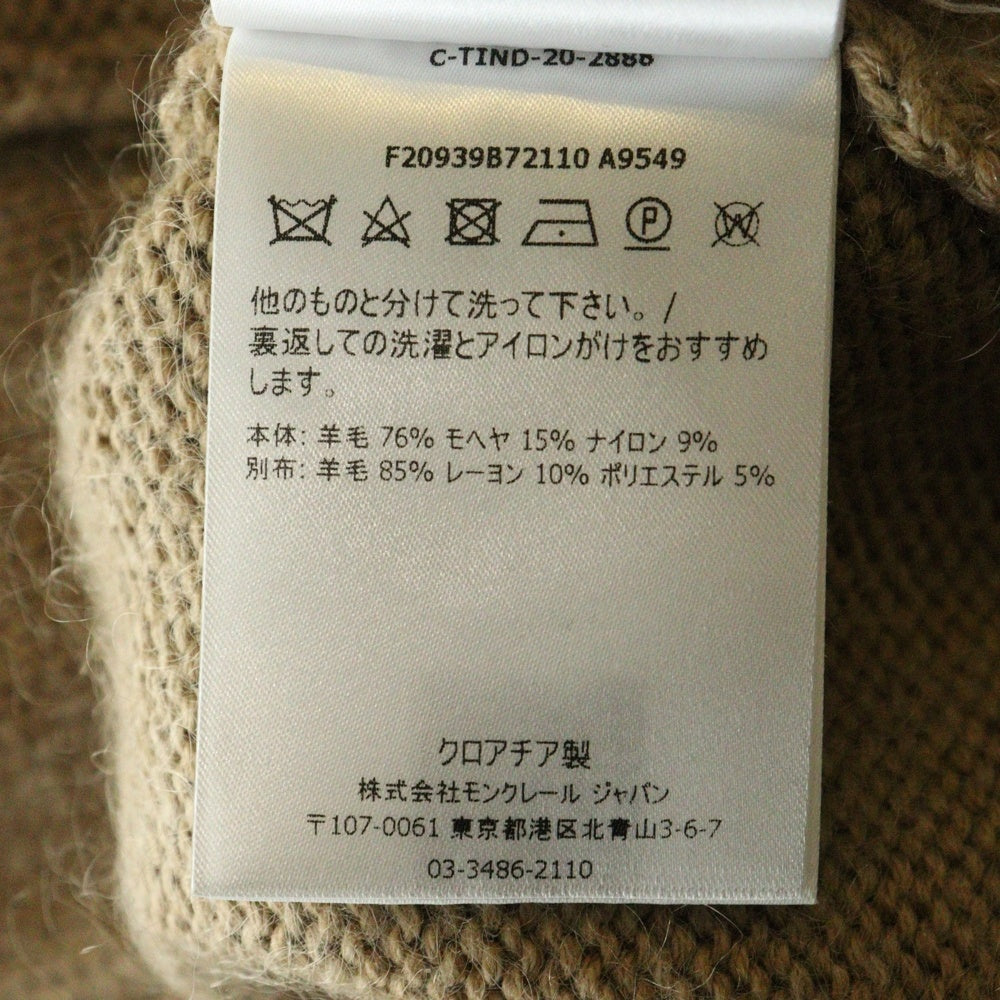 C-TIND-20-2886
F20939B72110 A9549
P
W
他のものと分けて洗って下さい。/
裏返しての洗濯とアイロンがけをおすすめ
します。
本体: 羊毛 76% モヘヤ 15% ナイロン 9%
別布: 羊毛 85% レーヨン 10% ポリエステル 5%
クロアチア製
株式会社モンクレール ジャパン
〒107-0061 東京都港区北青山3-6-7
03-3486-2110